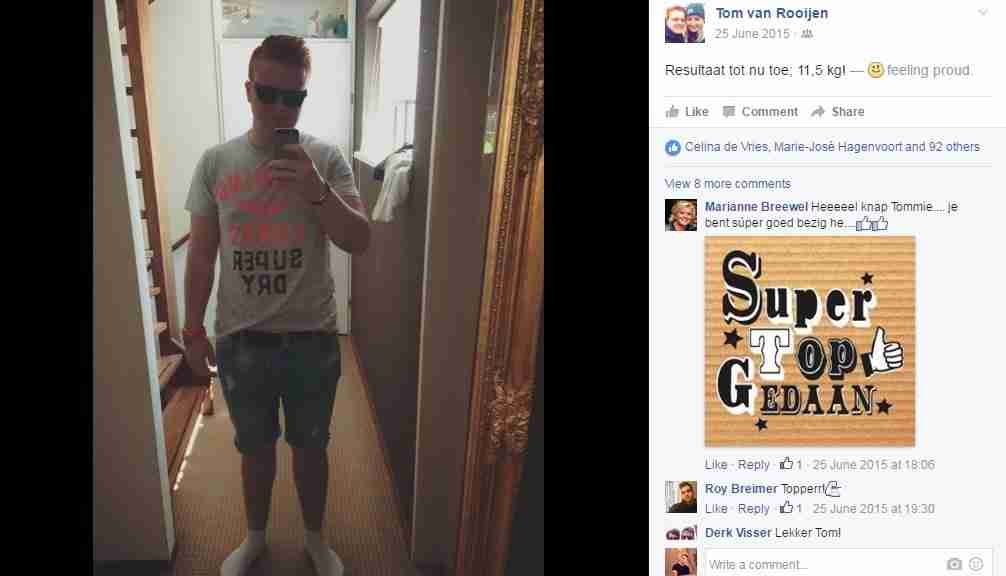 SUPER
DRY
Tom van Rooijen
25 June 2015 ·
Resultaat tot nu toe; 11,5 kg! — feeling proud.
Like Comment Share
Celina de Vries, Marie-José Hagenvoort and 92 others
View 8 more comments
Marianne Breewel Heeeeel knap Tommie.... je
bent súper goed bezig he...
Super
Top
Gedaan
Like · Reply · 1 · 25 June 2015 at 18:06
Roy Breimer Topperr!
Like · Reply · 1 · 25 June 2015 at 19:30
Derk Visser Lekker Tom!
Write a comment...